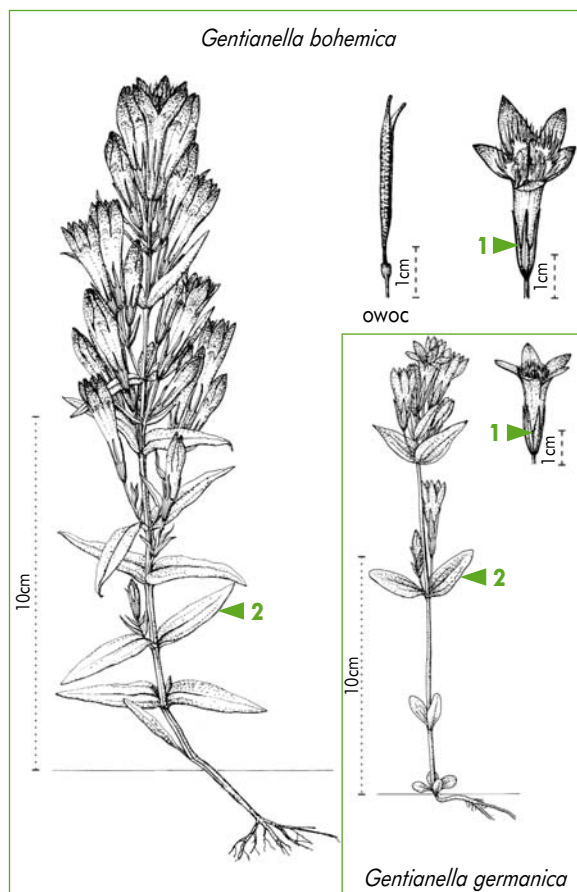 Gentianella bohemica
1
1cm
1cm
owoc
1
1cm
10cm
2
2
10cm
Gentianella germanica